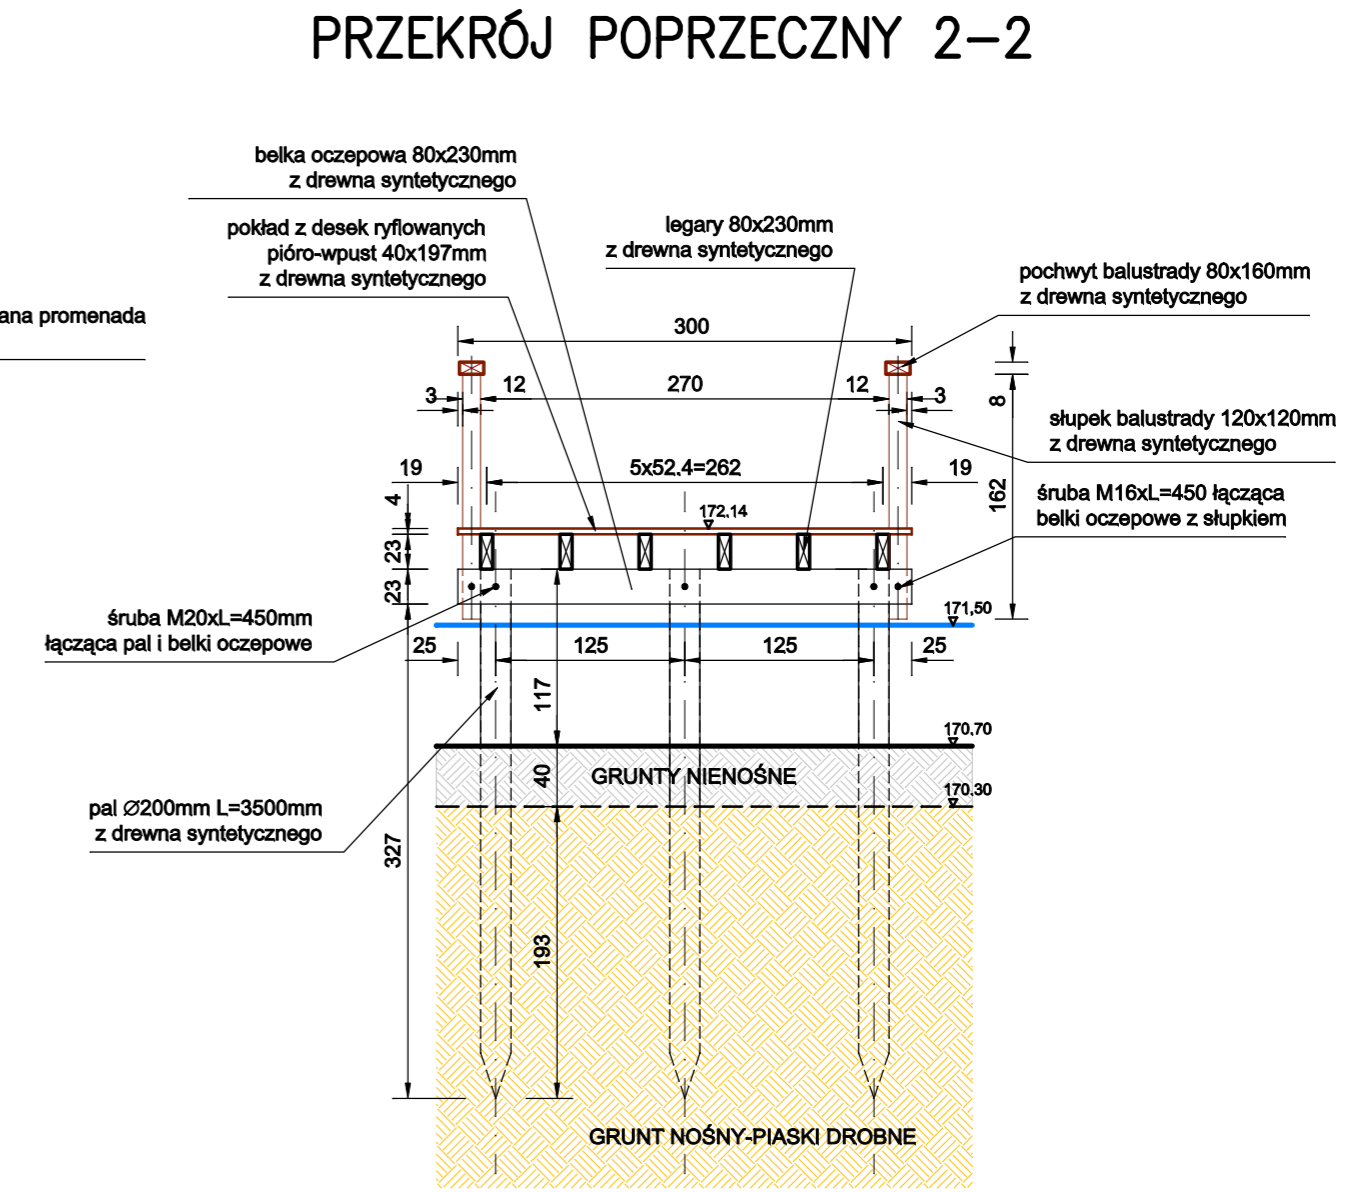 PRZEKRÓJ POPRZECZNY 2-2
belka oczepowa 80x230mm
z drewna syntetycznego
pokład z desek ryflowanych
pióro-wpust 40x197mm
z drewna syntetycznego
legary 80x230mm
z drewna syntetycznego
pochwyt balustrady 80x160mm
z drewna syntetycznego
ana promenada
300
12
270
12
3
3
8
słupek balustrady 120x120mm
z drewna syntetycznego
19
5x52,4=262
19
162
4
172,14
śruba M16xL=450 łącząca
belki oczepowe z słupkiem
23
23
śruba M20xL=450mm
łącząca pal i belki oczepowe
171,50
25
125
125
25
117
170,70
GRUNTY NIENOŚNE
40
170,30
pal Ø200mm L=3500mm
z drewna syntetycznego
327
193
GRUNT NOŚNY-PIASKI DROBNE